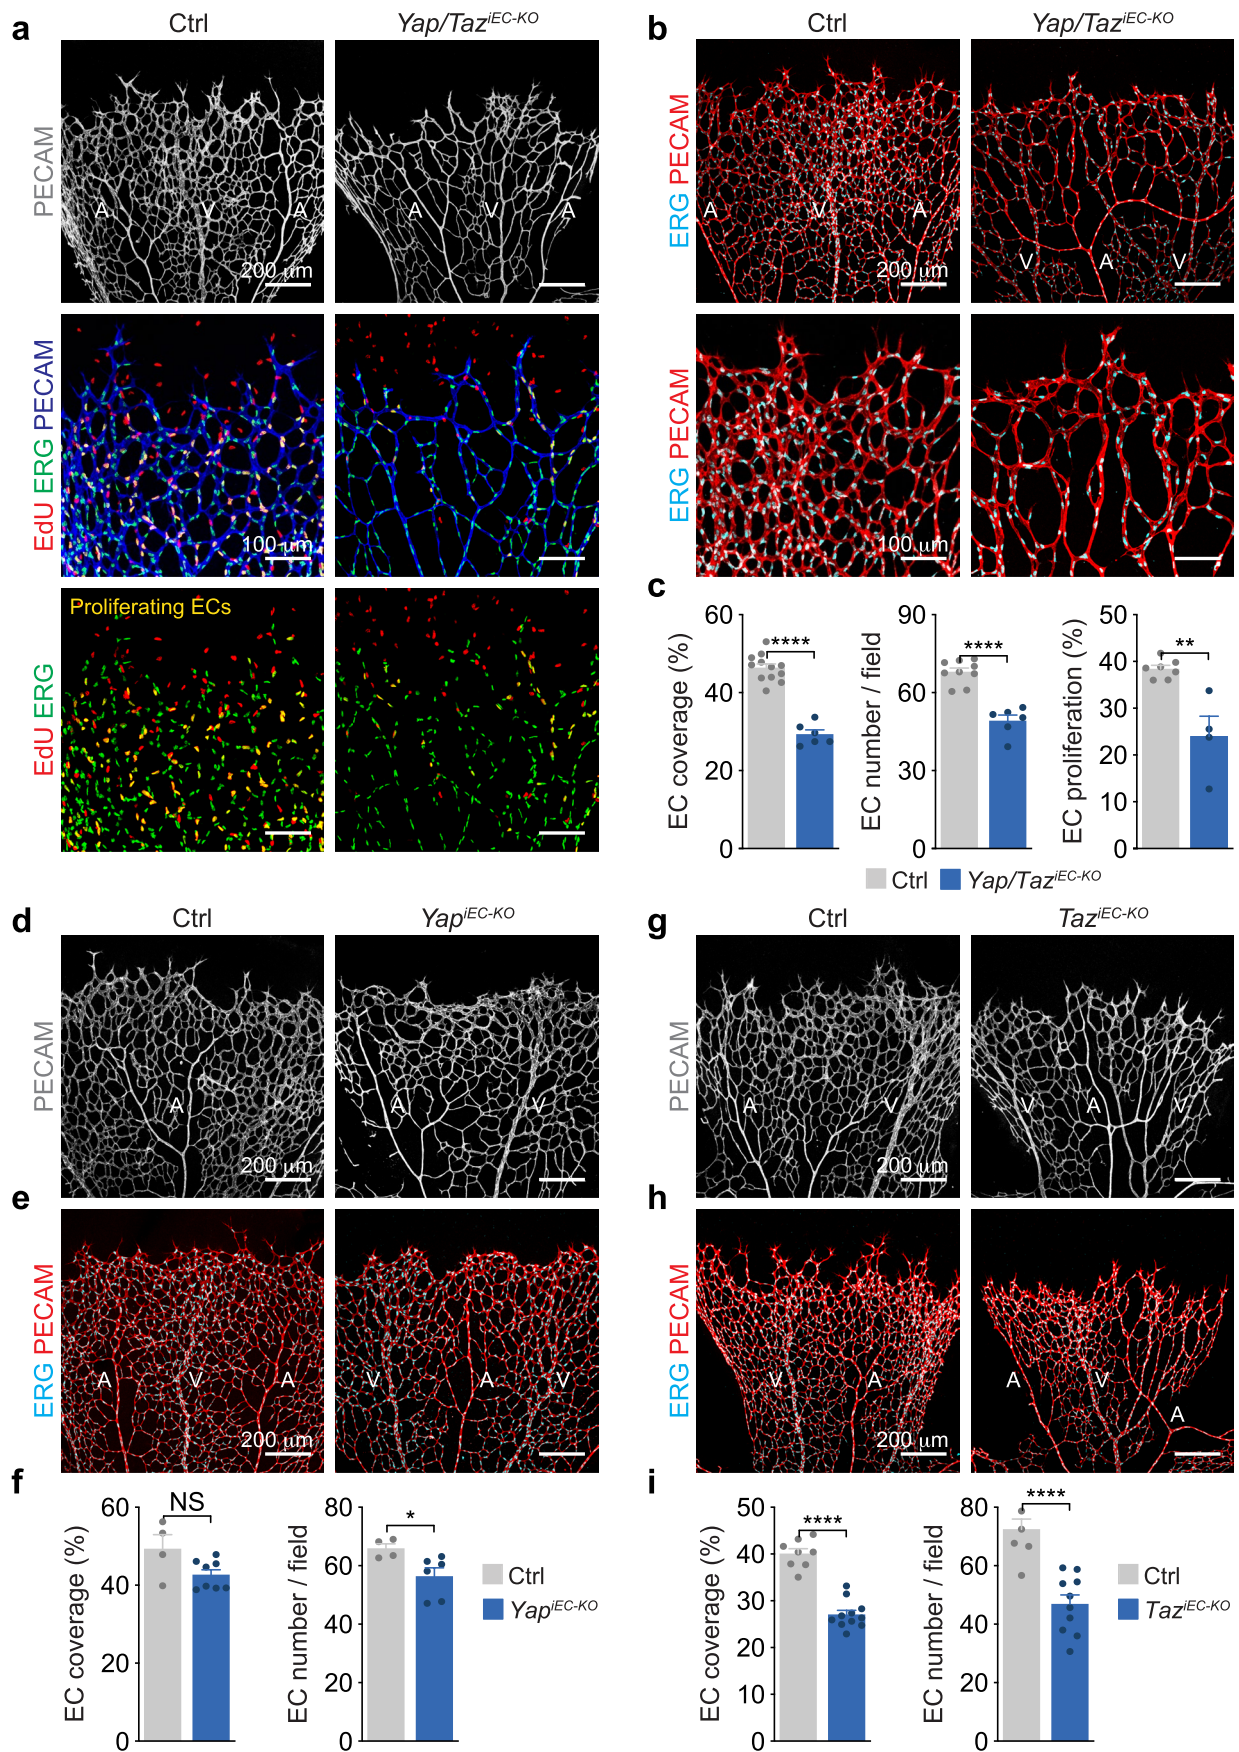 a
Ctrl
Yap/Taz^iEC-KO
PECAM
A
V
A
200 μm
A
V
A
EdU ERG PECAM
100 μm
EdU ERG
Proliferating ECs
b
Ctrl
Yap/Taz^iEC-KO
ERG PECAM
A
V
A
200 μm
V
A
V
ERG PECAM
100 μm
c
EC coverage (%)
60
40
20
0
****
EC number / field
90
60
30
0
****
EC proliferation (%)
50
40
30
20
10
0
**
Ctrl
Yap/Taz^iEC-KO
d
Ctrl
Yap^iEC-KO
PECAM
A
200 μm
A
V
e
ERG PECAM
A
V
A
200 μm
V
A
V
f
EC coverage (%)
60
40
20
0
NS
EC number / field
80
60
40
20
0
*
Ctrl
Yap^iEC-KO
g
Ctrl
Taz^iEC-KO
PECAM
A
V
200 μm
V
A
V
h
ERG PECAM
V
A
200 μm
A
V
A
i
EC coverage (%)
50
40
30
20
10
0
****
EC number / field
80
60
40
20
0
****
Ctrl
Taz^iEC-KO